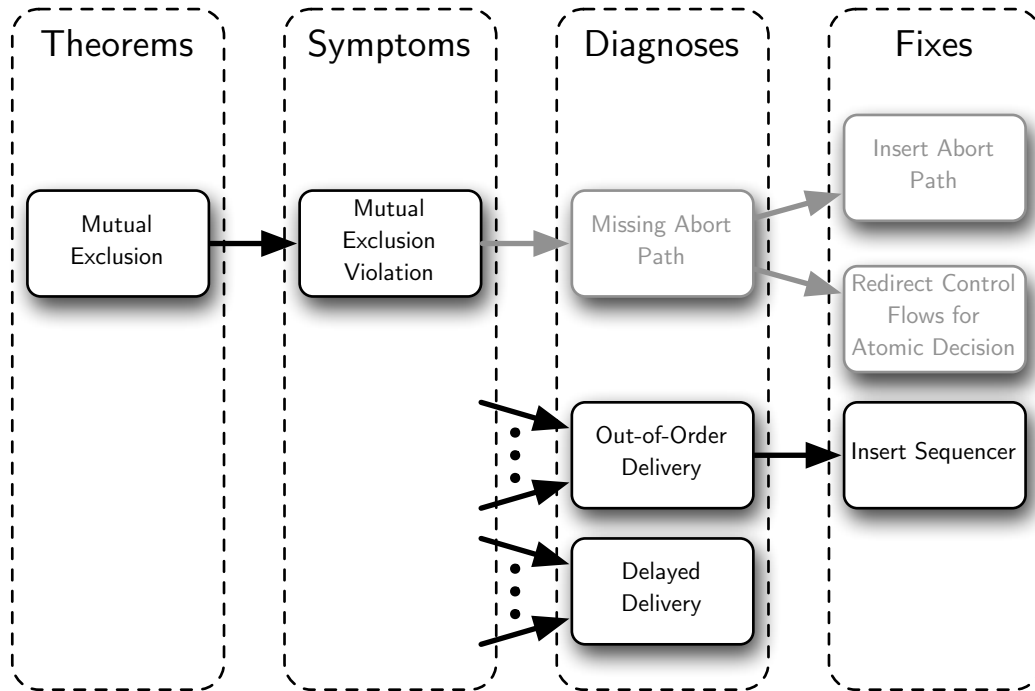 Theorems
Symptoms
Diagnoses
Fixes
Mutual
Exclusion
Mutual
Exclusion
Violation
Missing Abort
Path
Insert Abort
Path
Redirect Control
Flows for
Atomic Decision
Out-of-Order
Delivery
Insert Sequencer
Delayed
Delivery